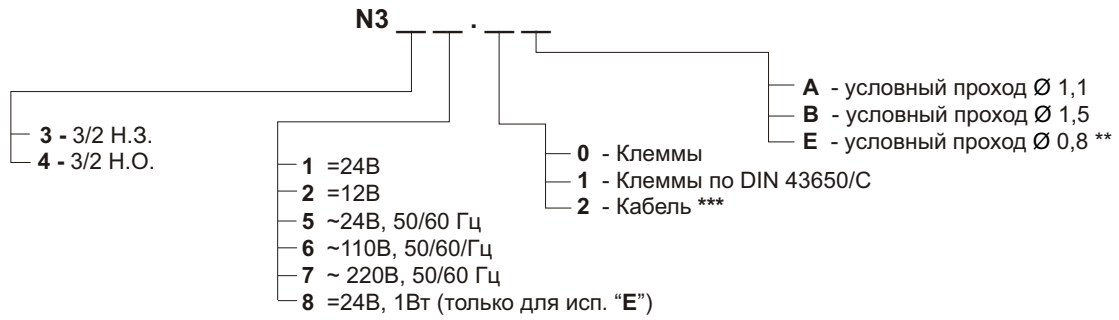 N3 __ __ . __ __
3 - 3/2 Н.З.
4 - 3/2 Н.О.
1 =24В
2 =12В
5 ~24В, 50/60 Гц
6 ~110В, 50/60/Гц
7 ~ 220В, 50/60 Гц
8 =24В, 1Вт (только для исп. “E”)
0 - Клеммы
1 - Клеммы по DIN 43650/C
2 - Кабель ***
A - условный проход Ø 1,1
B - условный проход Ø 1,5
E - условный проход Ø 0,8 **